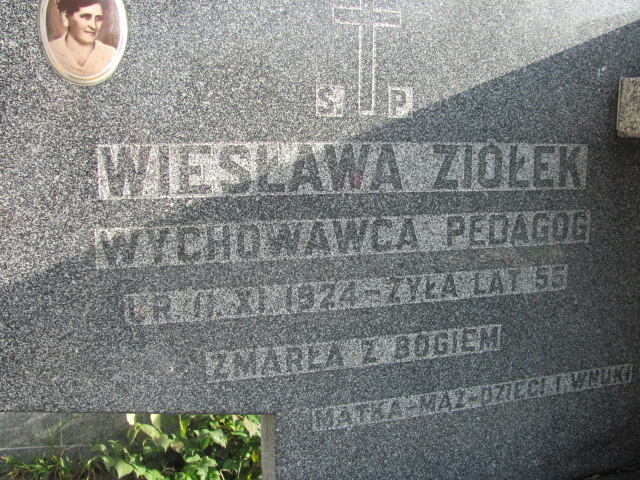 Ś. P.
WIESŁAWA ZIÓŁEK
WYCHOWAWCA PEDAGOG
UR. 11. XI. 1924 - ŻYŁA LAT 55
ZMARŁA Z BOGIEM
MATKA-MĄŻ-DZIECI I WNUKI